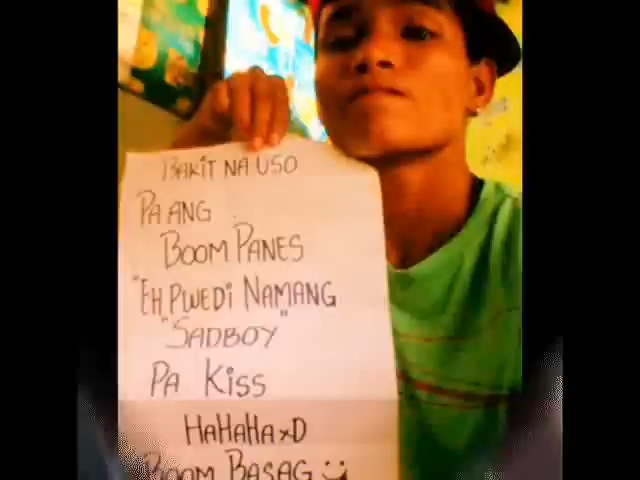 BAKIT NA USO
PA ANG
BOOM PANES
"EH PWEDI NAMANG
"SADBOY"
PA KISS
HAHAHA xD
BOOM BASAG :)